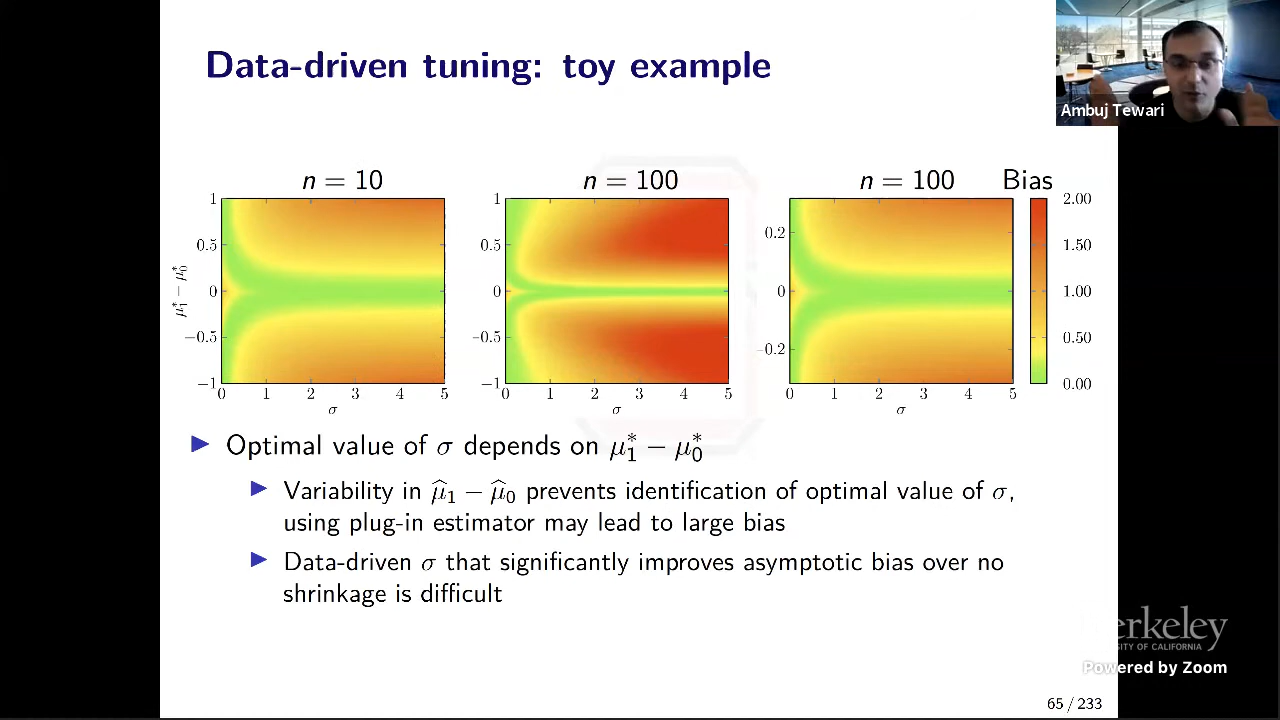 Data-driven tuning: toy example
Ambuj Tewari
n = 10
n = 100
n = 100
Bias
1
0.5
0
−0.5
−1
μ₁* − μ₀*
0 1 2 3 4 5
σ
1
0.5
0
−0.5
−1
0 1 2 3 4 5
σ
0.2
0
−0.2
0 1 2 3 4 5
σ
2.00
1.50
1.00
0.50
0.00
▶ Optimal value of σ depends on μ₁* − μ₀*
▶ Variability in μ̂₁ − μ̂₀ prevents identification of optimal value of σ,
using plug-in estimator may lead to large bias
▶ Data-driven σ that significantly improves asymptotic bias over no
shrinkage is difficult
erkeley
SITY OF CALIFORNIA
Powered by Zoom
65 / 233